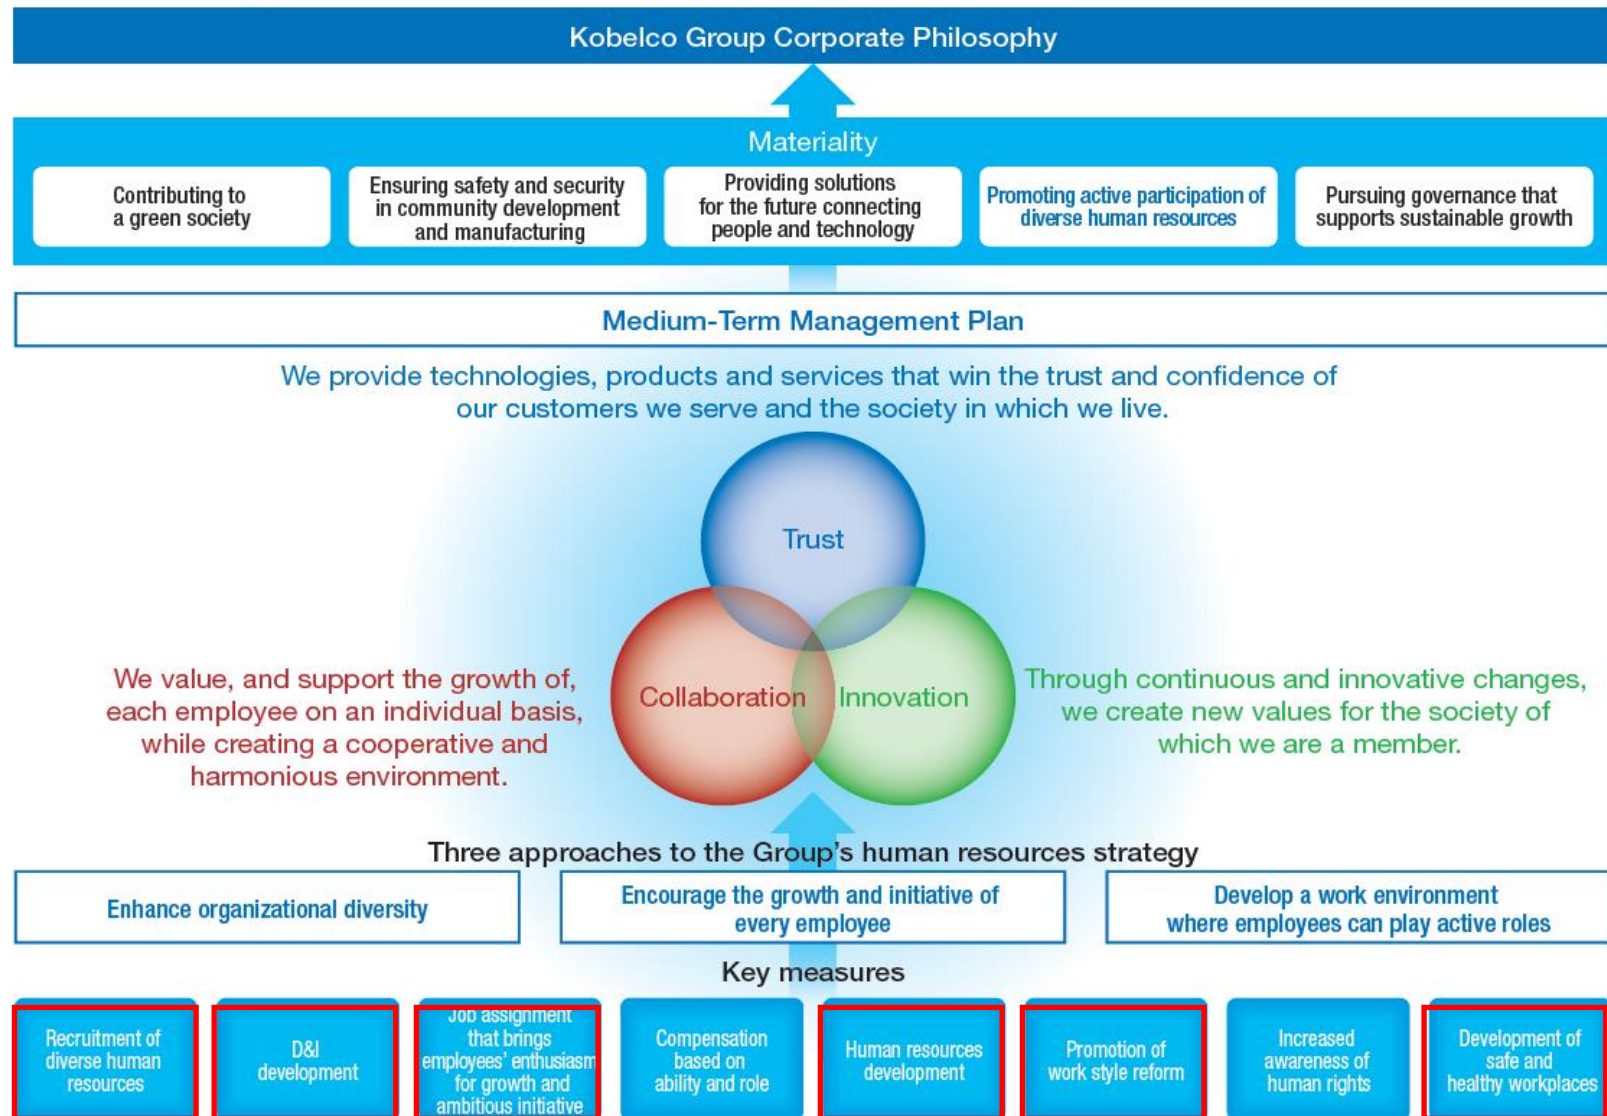 Kobelco Group Corporate Philosophy
Materiality
Contributing to
a green society
Ensuring safety and security
in community development
and manufacturing
Providing solutions
for the future connecting
people and technology
Promoting active participation of
diverse human resources
Pursuing governance that
supports sustainable growth
Medium-Term Management Plan
We provide technologies, products and services that win the trust and confidence of
our customers we serve and the society in which we live.
Trust
Collaboration
Innovation
We value, and support the growth of,
each employee on an individual basis,
while creating a cooperative and
harmonious environment.
Through continuous and innovative changes,
we create new values for the society of
which we are a member.
Three approaches to the Group's human resources strategy
Enhance organizational diversity
Encourage the growth and initiative of
every employee
Develop a work environment
where employees can play active roles
Key measures
Recruitment of
diverse human
resources
D&I
development
Job assignment
that brings
employees' enthusiasm
for growth and
ambitious initiative
Compensation
based on
ability and role
Human resources
development
Promotion of
work style reform
Increased
awareness of
human rights
Development of
safe and
healthy workplaces